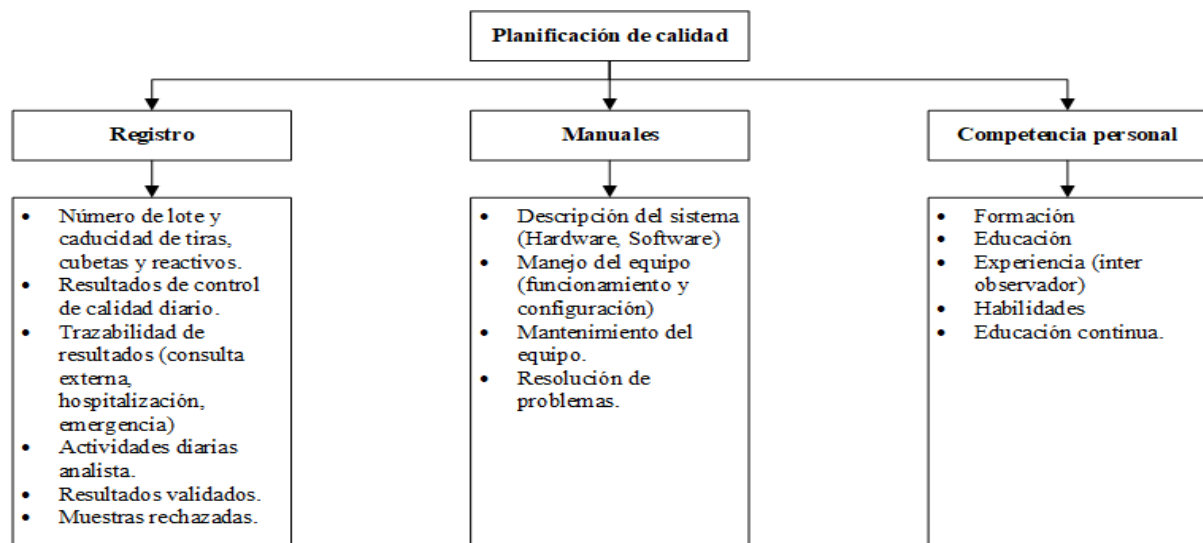 Planificación de calidad
Registro
Manuales
Competencia personal
• Número de lote y
caducidad de tiras,
cubetas y reactivos.
• Resultados de control
de calidad diario.
• Trazabilidad de
resultados (consulta
externa,
hospitalización,
emergencia)
• Actividades diarias
analista.
• Resultados validados.
• Muestras rechazadas.
• Descripción del sistema
(Hardware, Software)
• Manejo del equipo
(funcionamiento y
configuración)
• Mantenimiento del
equipo.
• Resolución de
problemas.
• Formación
• Educación
• Experiencia (inter
observador)
• Habilidades
• Educación continua.